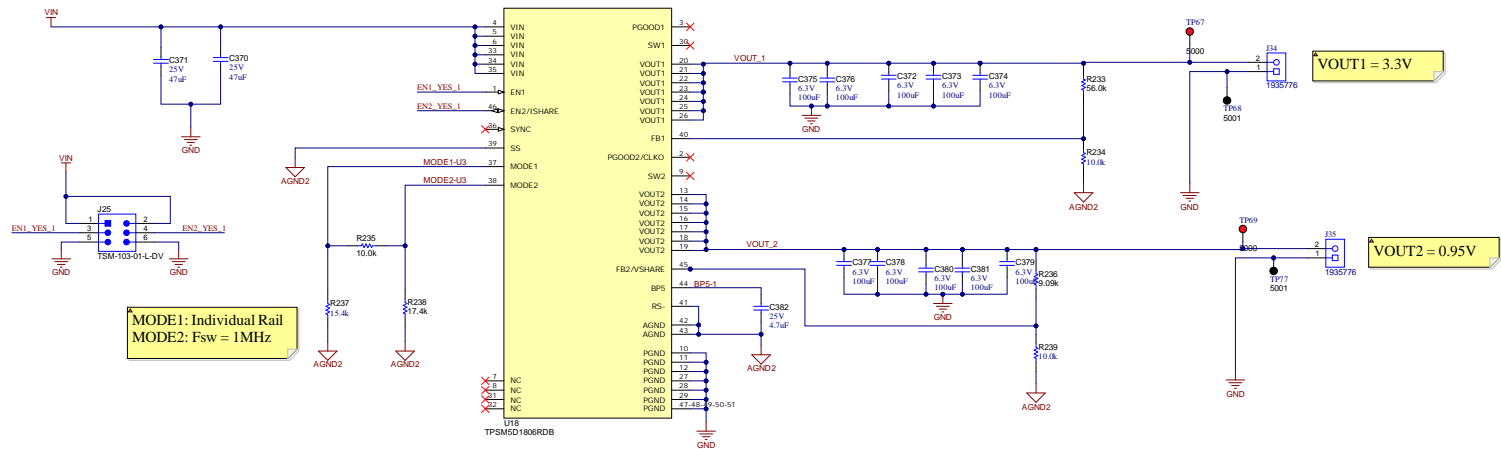 VIN
C371
25V
47uF
C370
25V
47uF
GND
EN1_YES_1
EN2_YES_1
AGND2
MODE1-U3
MODE2-U3
4 VIN
5 VIN
6 VIN
33 VIN
34 VIN
35 VIN
1 EN1
46 EN2/ISHARE
36 SYNC
39 SS
37 MODE1
38 MODE2
7 NC
8 NC
31 NC
32 NC
PGOOD1 3
SW1 30
VOUT1 20
VOUT1 21
VOUT1 22
VOUT1 23
VOUT1 24
VOUT1 25
VOUT1 26
FB1 40
PGOOD2/CLKO 2
SW2 9
VOUT2 13
VOUT2 14
VOUT2 15
VOUT2 16
VOUT2 17
VOUT2 18
VOUT2 19
FB2/VSHARE 45
BP5 44
RS- 41
AGND 42
AGND 43
PGND 10
PGND 11
PGND 12
PGND 27
PGND 28
PGND 29
PGND 47-48-49-50-51
U18
TPSM5D1806RDB
GND
VIN
J25
1 2
3 4
5 6
EN1_YES_1
EN2_YES_1
GND
GND
TSM-103-01-L-DV
R235
10.0k
R237
15.4k
R238
17.4k
AGND2
AGND2
MODE1: Individual Rail
MODE2: Fsw = 1MHz
VOUT_1
C375
6.3V
100uF
C376
6.3V
100uF
C372
6.3V
100uF
C373
6.3V
100uF
C374
6.3V
100uF
GND
R233
56.0k
R234
10.0k
AGND2
TP67
5000
TP68
5001
J34
2
1
1935776
GND
VOUT1 = 3.3V
VOUT_2
C377
6.3V
100uF
C378
6.3V
100uF
C380
6.3V
100uF
C381
6.3V
100uF
C379
6.3V
100uF
GND
R236
9.09k
R239
10.0k
AGND2
BP5-1
C382
25V
4.7uF
AGND2
TP69
5000
TP77
5001
J35
2
1
1935776
GND
VOUT2 = 0.95V